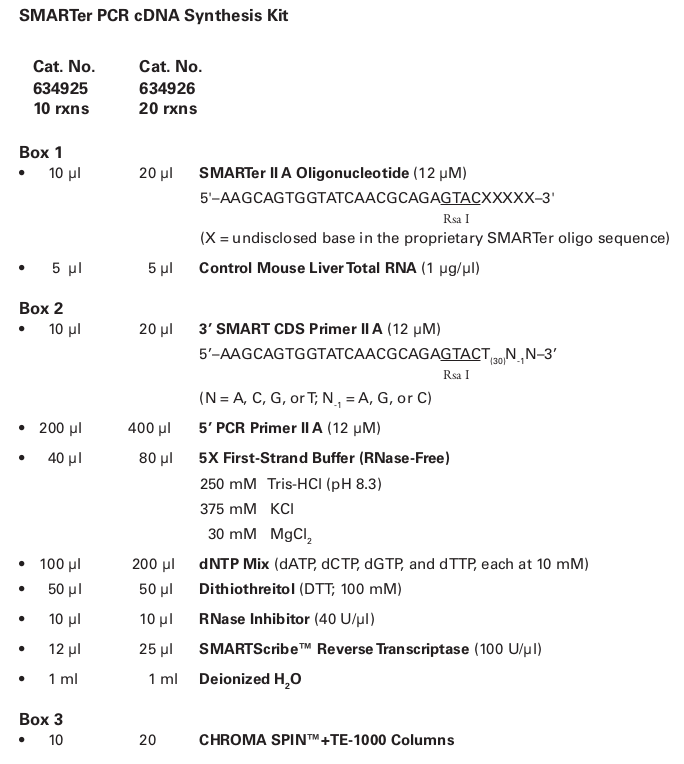 SMARTer PCR cDNA Synthesis Kit
Cat. No. Cat. No.
634925 634926
10 rxns 20 rxns
Box 1
• 10 µl 20 µl SMARTer II A Oligonucleotide (12 µM)
5'–AAGCAGTGGTATCAACGCAGAGTACXXXXX–3'
Rsa I
(X = undisclosed base in the proprietary SMARTer oligo sequence)
• 5 µl 5 µl Control Mouse Liver Total RNA (1 µg/µl)
Box 2
• 10 µl 20 µl 3’ SMART CDS Primer II A (12 µM)
5’–AAGCAGTGGTATCAACGCAGAGTACT(30)N-1N–3’
Rsa I
(N = A, C, G, or T; N-1 = A, G, or C)
• 200 µl 400 µl 5’ PCR Primer II A (12 µM)
• 40 µl 80 µl 5X First-Strand Buffer (RNase-Free)
250 mM Tris-HCl (pH 8.3)
375 mM KCl
30 mM MgCl2
• 100 µl 200 µl dNTP Mix (dATP, dCTP, dGTP, and dTTP, each at 10 mM)
• 50 µl 50 µl Dithiothreitol (DTT; 100 mM)
• 10 µl 10 µl RNase Inhibitor (40 U/µl)
• 12 µl 25 µl SMARTScribe™ Reverse Transcriptase (100 U/µl)
• 1 ml 1 ml Deionized H2O
Box 3
• 10 20 CHROMA SPIN™+TE-1000 Columns